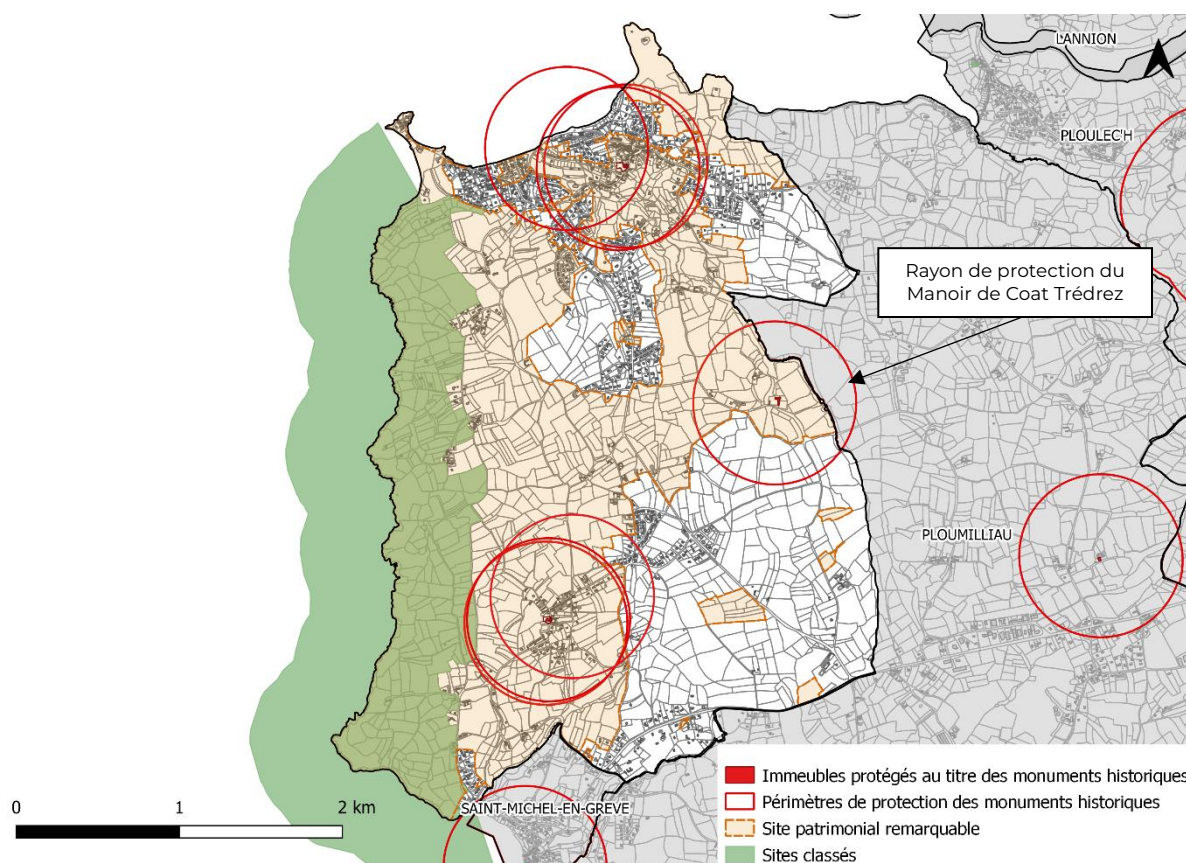 LANNION
PLOULEC'H
Rayon de protection du
Manoir de Coat Trédrez
PLOUMILLIAU
SAINT-MICHEL-EN-GREVE
0 1 2 km
Immeubles protégés au titre des monuments historiques
Périmètres de protection des monuments historiques
Site patrimonial remarquable
Sites classés